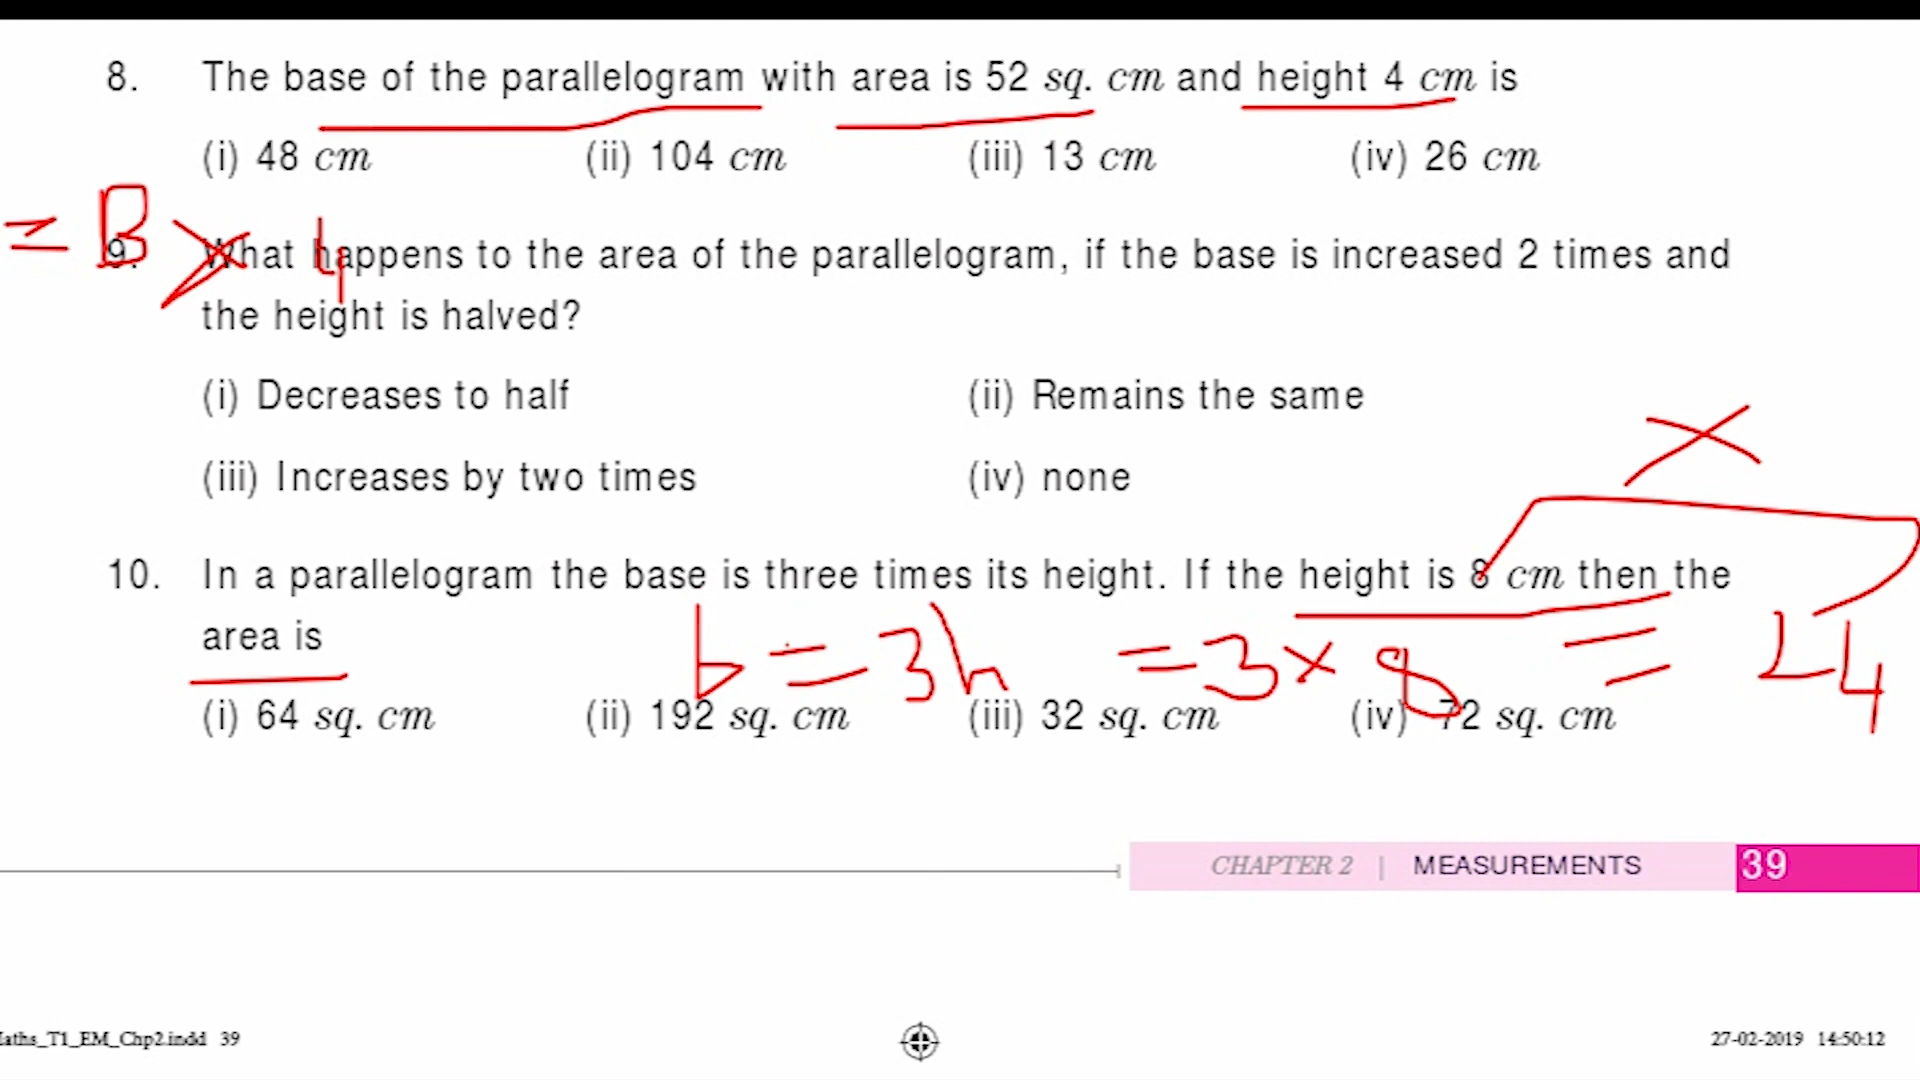 8. The base of the parallelogram with area is 52 sq. cm and height 4 cm is
(i) 48 cm (ii) 104 cm (iii) 13 cm (iv) 26 cm
= B × 4
9. What happens to the area of the parallelogram, if the base is increased 2 times and
the height is halved?
(i) Decreases to half (ii) Remains the same
(iii) Increases by two times (iv) none
×
10. In a parallelogram the base is three times its height. If the height is 8 cm then the
area is
b = 3h = 3 × 8 = 24
(i) 64 sq. cm (ii) 192 sq. cm (iii) 32 sq. cm (iv) 72 sq. cm
CHAPTER 2 | MEASUREMENTS 39
aths_T1_EM_Chp2.indd 39 27-02-2019 14:50:12